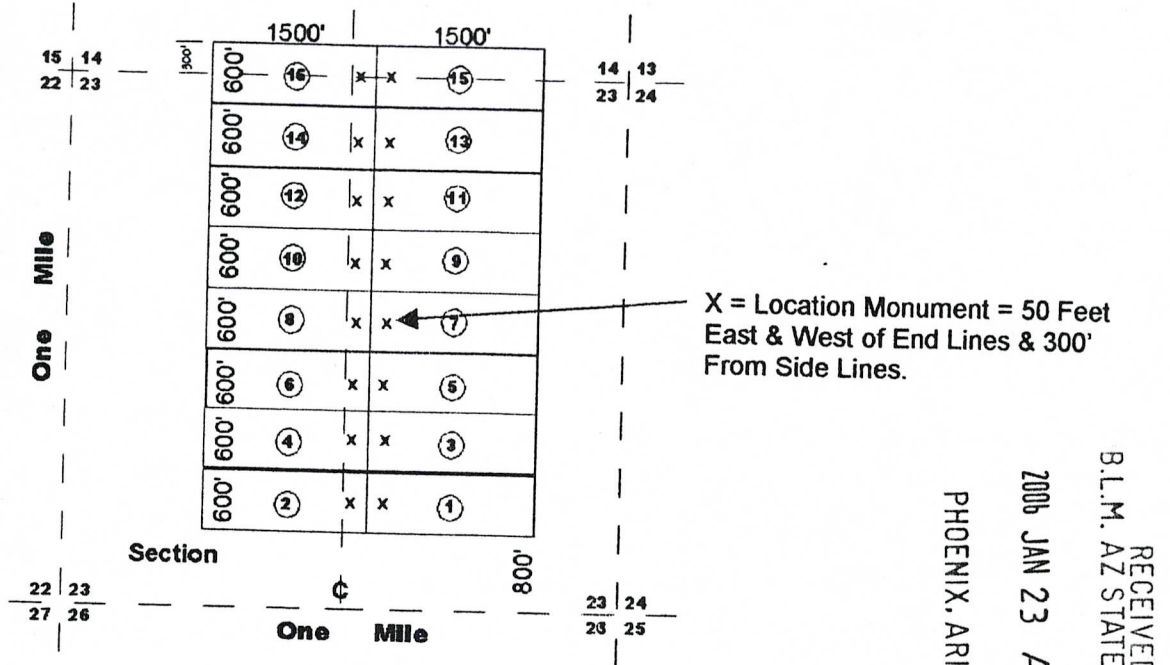 1500' 1500'
15 14
22 23
300'
14 13
23 24
600' 16 x x 15
600' 14 x x 13
600' 12 x x 11
600' 10 x x 9
600' 8 x x 7
600' 6 x x 5
600' 4 x x 3
600' 2 x x 1
One Mile
X = Location Monument = 50 Feet
East & West of End Lines & 300'
From Side Lines.
Section
800'
22 23
27 26
₵
23 24
26 25
One Mile
RECEIVED
B.L.M. AZ STATE
2006 JAN 23 A
PHOENIX, ARI